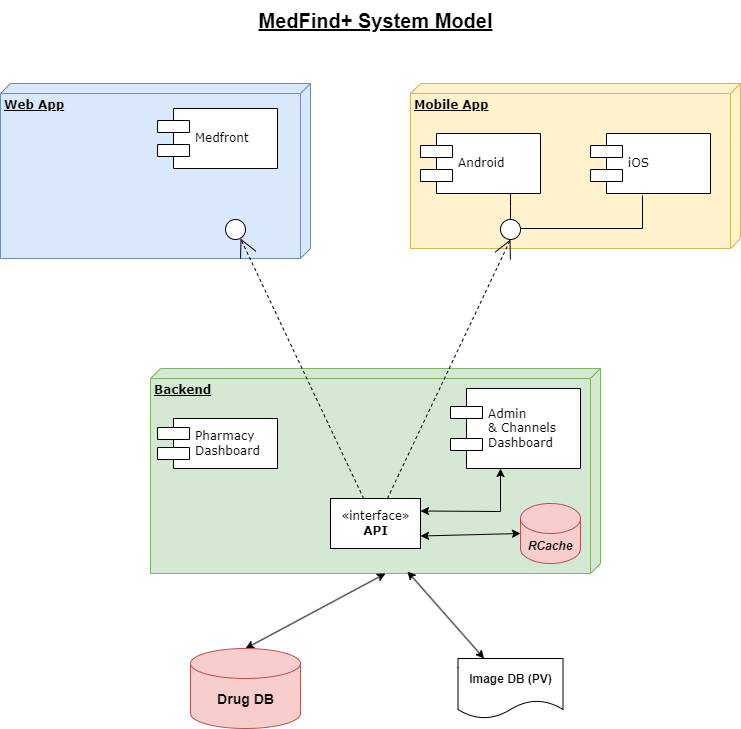 MedFind+ System Model
Web App
Medfront
Mobile App
Android
iOS
Backend
Pharmacy
Dashboard
Admin
& Channels
Dashboard
«interface»
API
RCache
Drug DB
Image DB (PV)